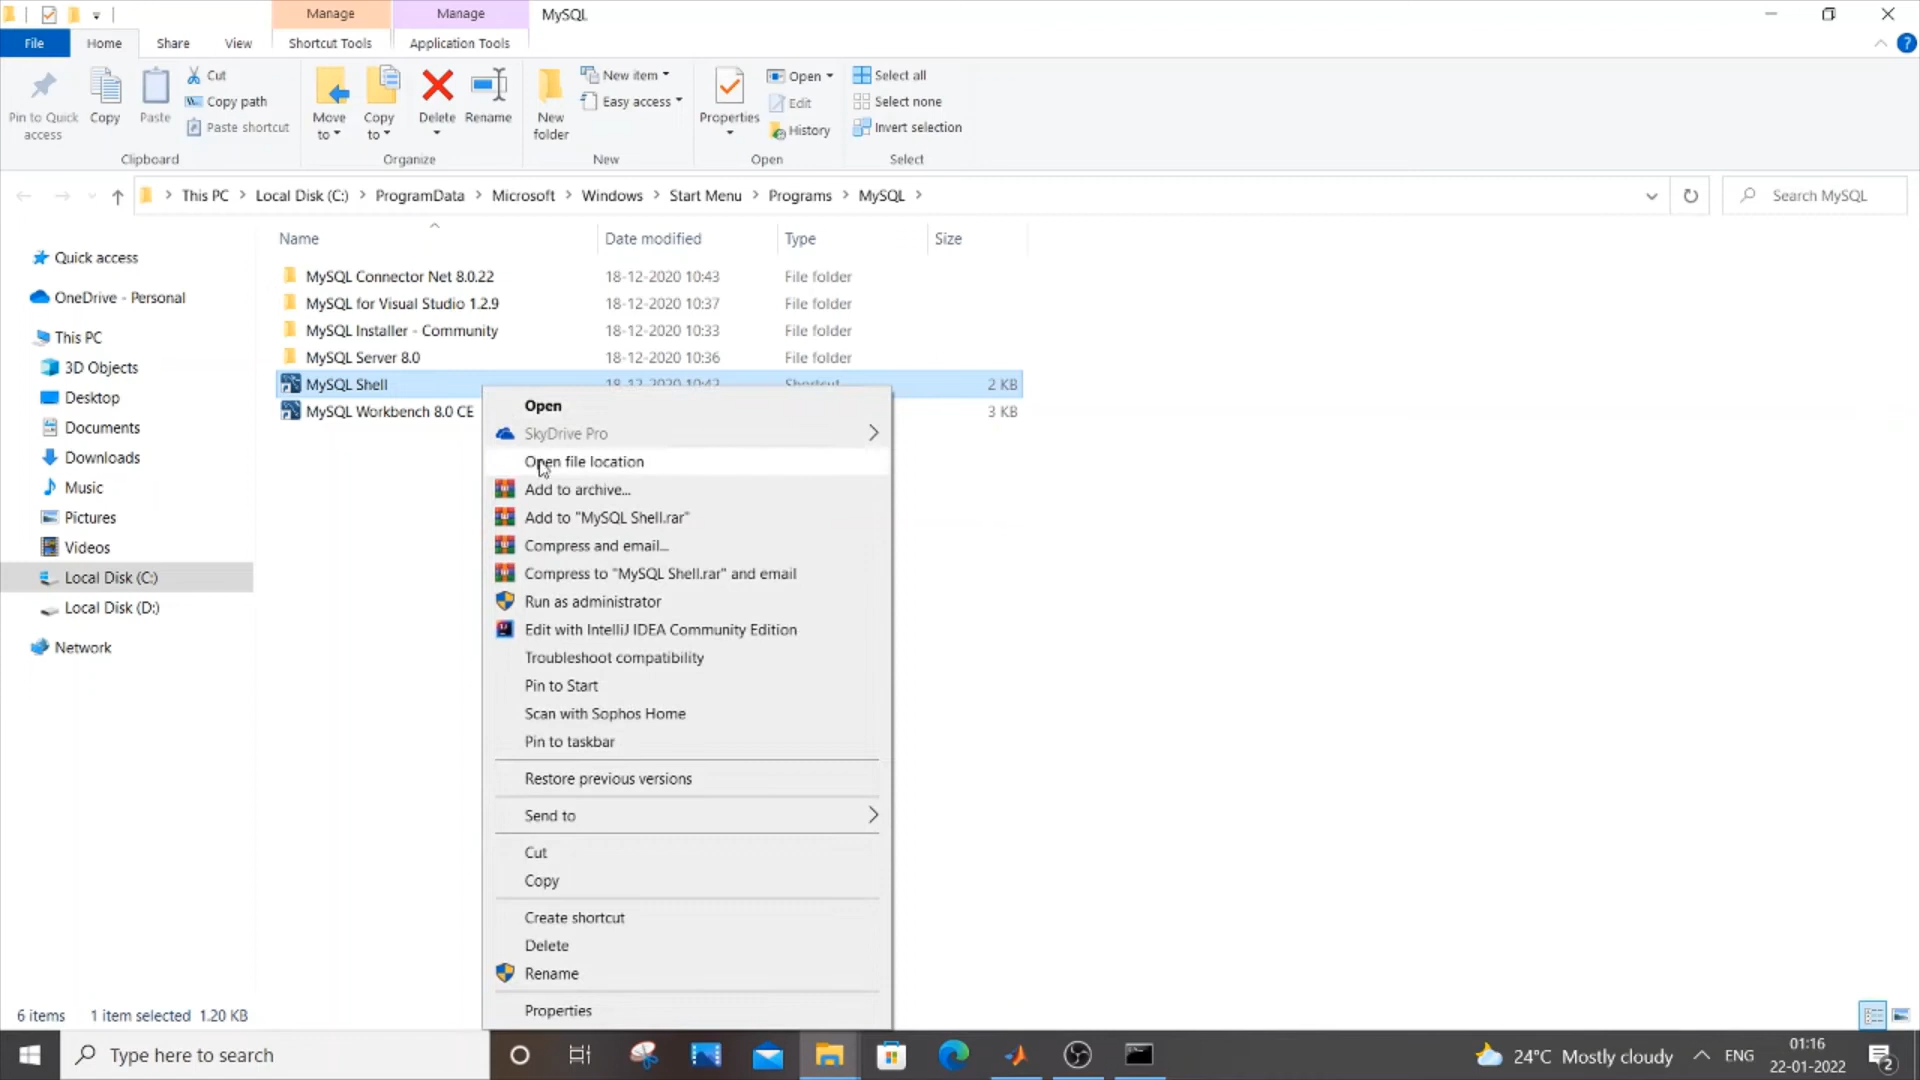 Manage
Manage
MySQL
File
Home
Share
View
Shortcut Tools
Application Tools
Pin to Quick access
Copy
Paste
Cut
Copy path
Paste shortcut
Clipboard
Move to
Copy to
Delete
Rename
Organize
New folder
New item
Easy access
New
Properties
Open
Edit
History
Open
Select all
Select none
Invert selection
Select
This PC > Local Disk (C:) > ProgramData > Microsoft > Windows > Start Menu > Programs > MySQL >
Search MySQL
Name
Date modified
Type
Size
Quick access
OneDrive - Personal
This PC
3D Objects
Desktop
Documents
Downloads
Music
Pictures
Videos
Local Disk (C:)
Local Disk (D:)
Network
MySQL Connector Net 8.0.22 18-12-2020 10:43 File folder
MySQL for Visual Studio 1.2.9 18-12-2020 10:37 File folder
MySQL Installer - Community 18-12-2020 10:33 File folder
MySQL Server 8.0 18-12-2020 10:36 File folder
MySQL Shell 18-12-2020 10:42 Shortcut 2 KB
MySQL Workbench 8.0 CE 3 KB
Open
SkyDrive Pro
Open file location
Add to archive...
Add to "MySQL Shell.rar"
Compress and email...
Compress to "MySQL Shell.rar" and email
Run as administrator
Edit with IntelliJ IDEA Community Edition
Troubleshoot compatibility
Pin to Start
Scan with Sophos Home
Pin to taskbar
Restore previous versions
Send to
Cut
Copy
Create shortcut
Delete
Rename
Properties
6 items 1 item selected 1.20 KB
Type here to search
24°C Mostly cloudy
ENG
01:16
22-01-2022
2